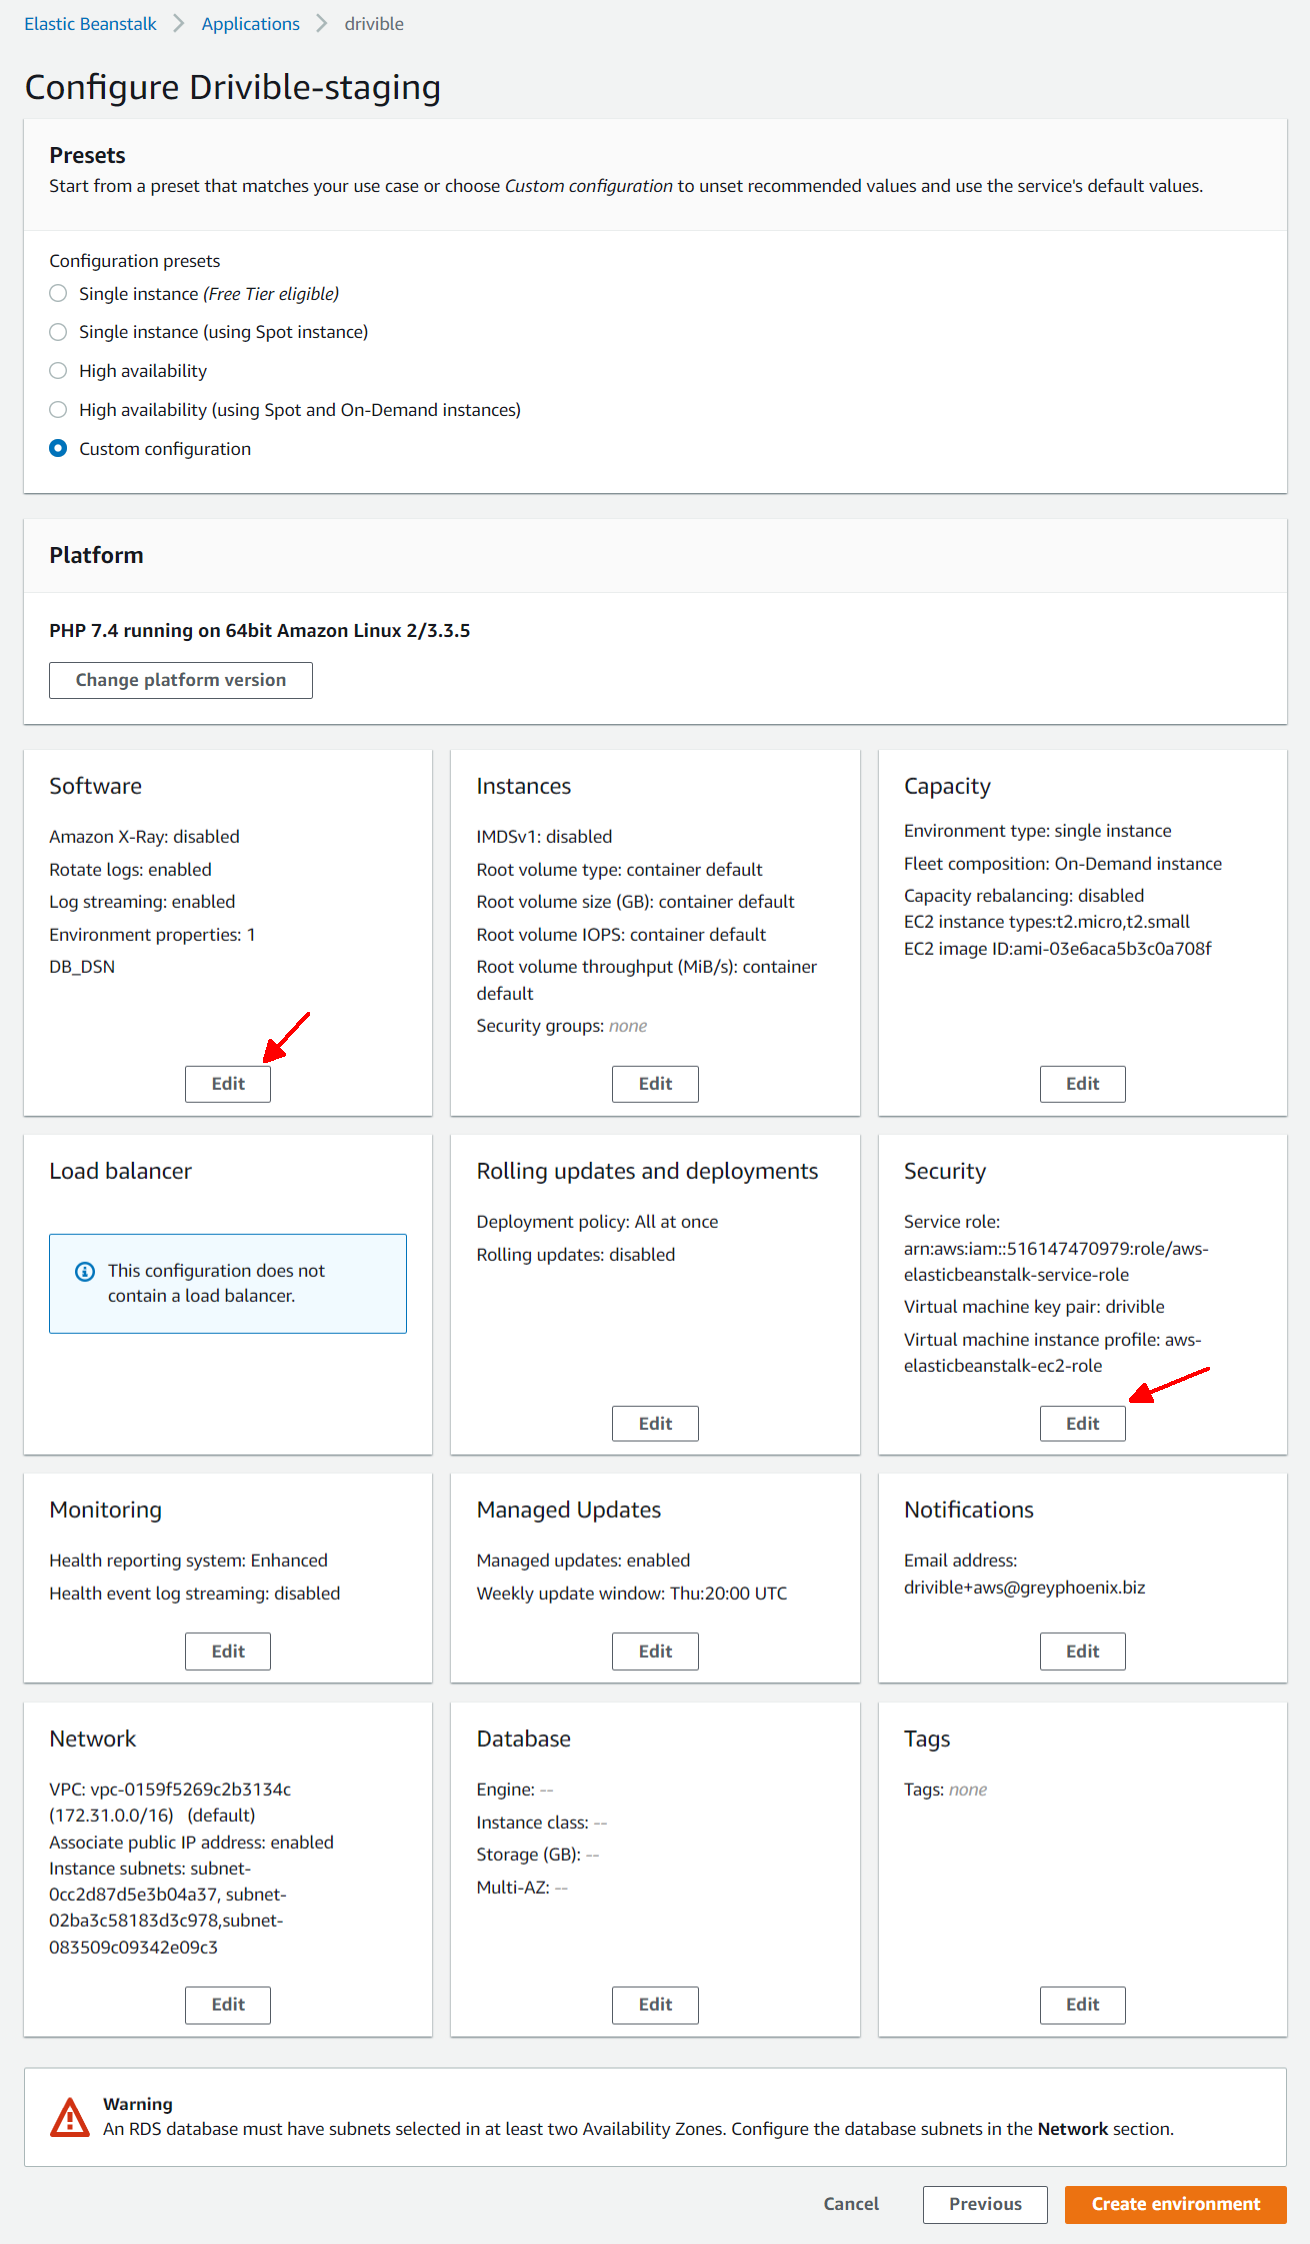 Elastic Beanstalk > Applications > drivible
Configure Drivible-staging
Presets
Start from a preset that matches your use case or choose Custom configuration to unset recommended values and use the service's default values.
Configuration presets
Single instance (Free Tier eligible)
Single instance (using Spot instance)
High availability
High availability (using Spot and On-Demand instances)
Custom configuration
Platform
PHP 7.4 running on 64bit Amazon Linux 2/3.3.5
Change platform version
Software
Amazon X-Ray: disabled
Rotate logs: enabled
Log streaming: enabled
Environment properties: 1
DB_DSN
Edit
Instances
IMDSv1: disabled
Root volume type: container default
Root volume size (GB): container default
Root volume IOPS: container default
Root volume throughput (MiB/s): container
default
Security groups: none
Edit
Capacity
Environment type: single instance
Fleet composition: On-Demand instance
Capacity rebalancing: disabled
EC2 instance types:t2.micro,t2.small
EC2 image ID:ami-03e6aca5b3c0a708f
Edit
Load balancer
This configuration does not
contain a load balancer.
Rolling updates and deployments
Deployment policy: All at once
Rolling updates: disabled
Edit
Security
Service role:
arn:aws:iam::516147470979:role/aws-
elasticbeanstalk-service-role
Virtual machine key pair: drivible
Virtual machine instance profile: aws-
elasticbeanstalk-ec2-role
Edit
Monitoring
Health reporting system: Enhanced
Health event log streaming: disabled
Edit
Managed Updates
Managed updates: enabled
Weekly update window: Thu:20:00 UTC
Edit
Notifications
Email address:
drivible+aws@greyphoenix.biz
Edit
Network
VPC: vpc-0159f5269c2b3134c
(172.31.0.0/16) (default)
Associate public IP address: enabled
Instance subnets: subnet-
0cc2d87d5e3b04a37, subnet-
02ba3c58183d3c978,subnet-
083509c09342e09c3
Edit
Database
Engine: --
Instance class: --
Storage (GB): --
Multi-AZ: --
Edit
Tags
Tags: none
Edit
Warning
An RDS database must have subnets selected in at least two Availability Zones. Configure the database subnets in the Network section.
Cancel
Previous
Create environment